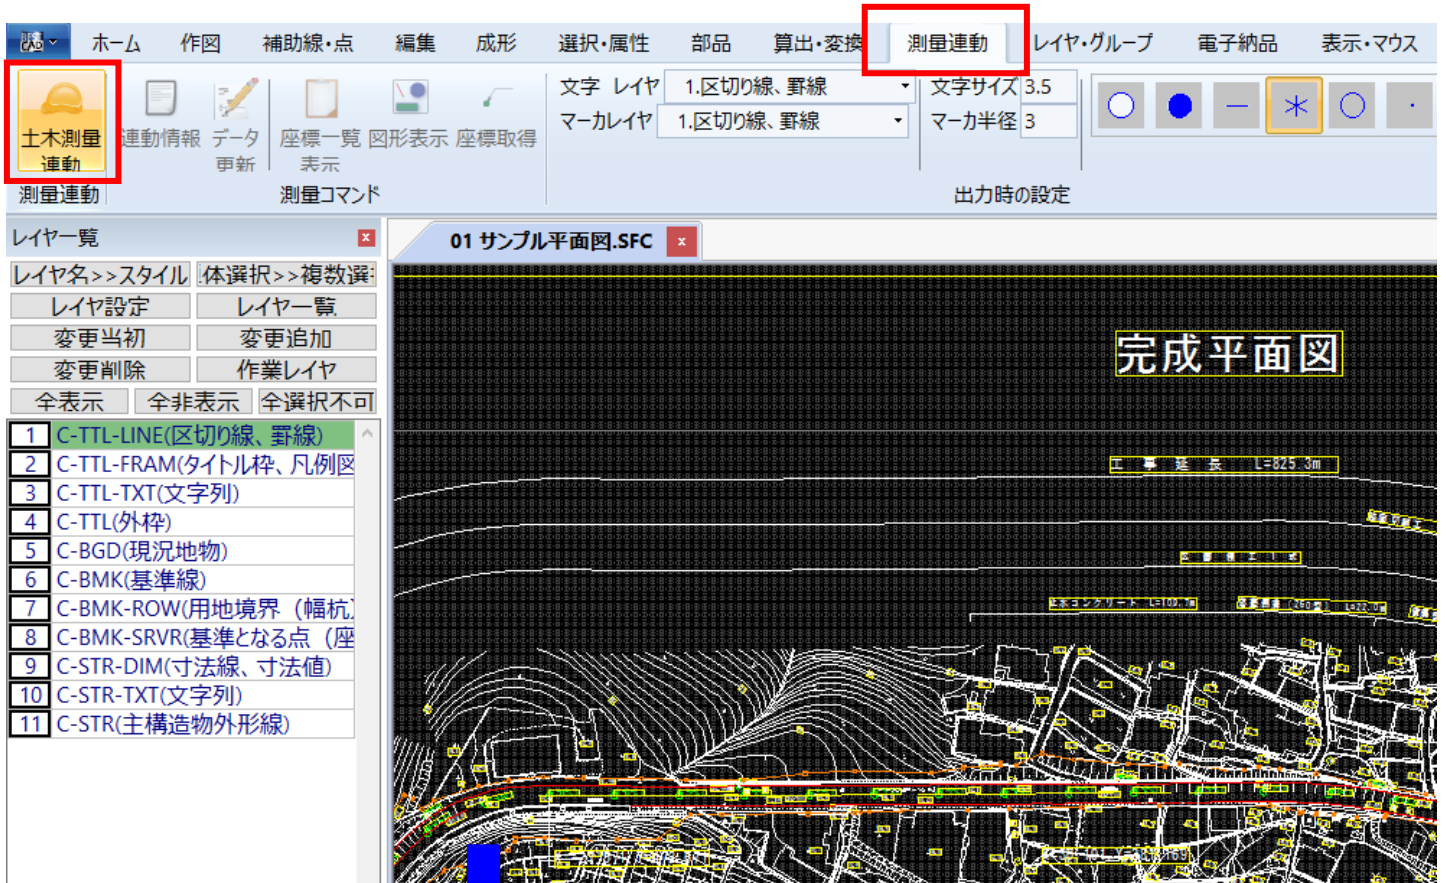 CAD ホーム 作図 補助線・点 編集 成形 選択・属性 部品 算出・変換 測量連動 レイヤ・グループ 電子納品 表示・マウス
土木測量
連動
連動情報
データ
更新
測量連動
座標一覧
表示
図形表示
座標取得
測量コマンド
文字 レイヤ 1.区切り線、罫線
マーカレイヤ 1.区切り線、罫線
文字サイズ 3.5
マーカ半径 3
出力時の設定
レイヤ一覧 x
レイヤ名>>スタイル 体選択>>複数選
レイヤ設定 レイヤ一覧
変更当初 変更追加
変更削除 作業レイヤ
全表示 全非表示 全選択不可
1 C-TTL-LINE(区切り線、罫線)
2 C-TTL-FRAM(タイトル枠、凡例図
3 C-TTL-TXT(文字列)
4 C-TTL(外枠)
5 C-BGD(現況地物)
6 C-BMK(基準線)
7 C-BMK-ROW(用地境界（幅杭）
8 C-BMK-SRVR(基準となる点（座
9 C-STR-DIM(寸法線、寸法値)
10 C-STR-TXT(文字列)
11 C-STR(主構造物外形線)
01 サンプル平面図.SFC x
完成平面図
工事延長 L=825.3m